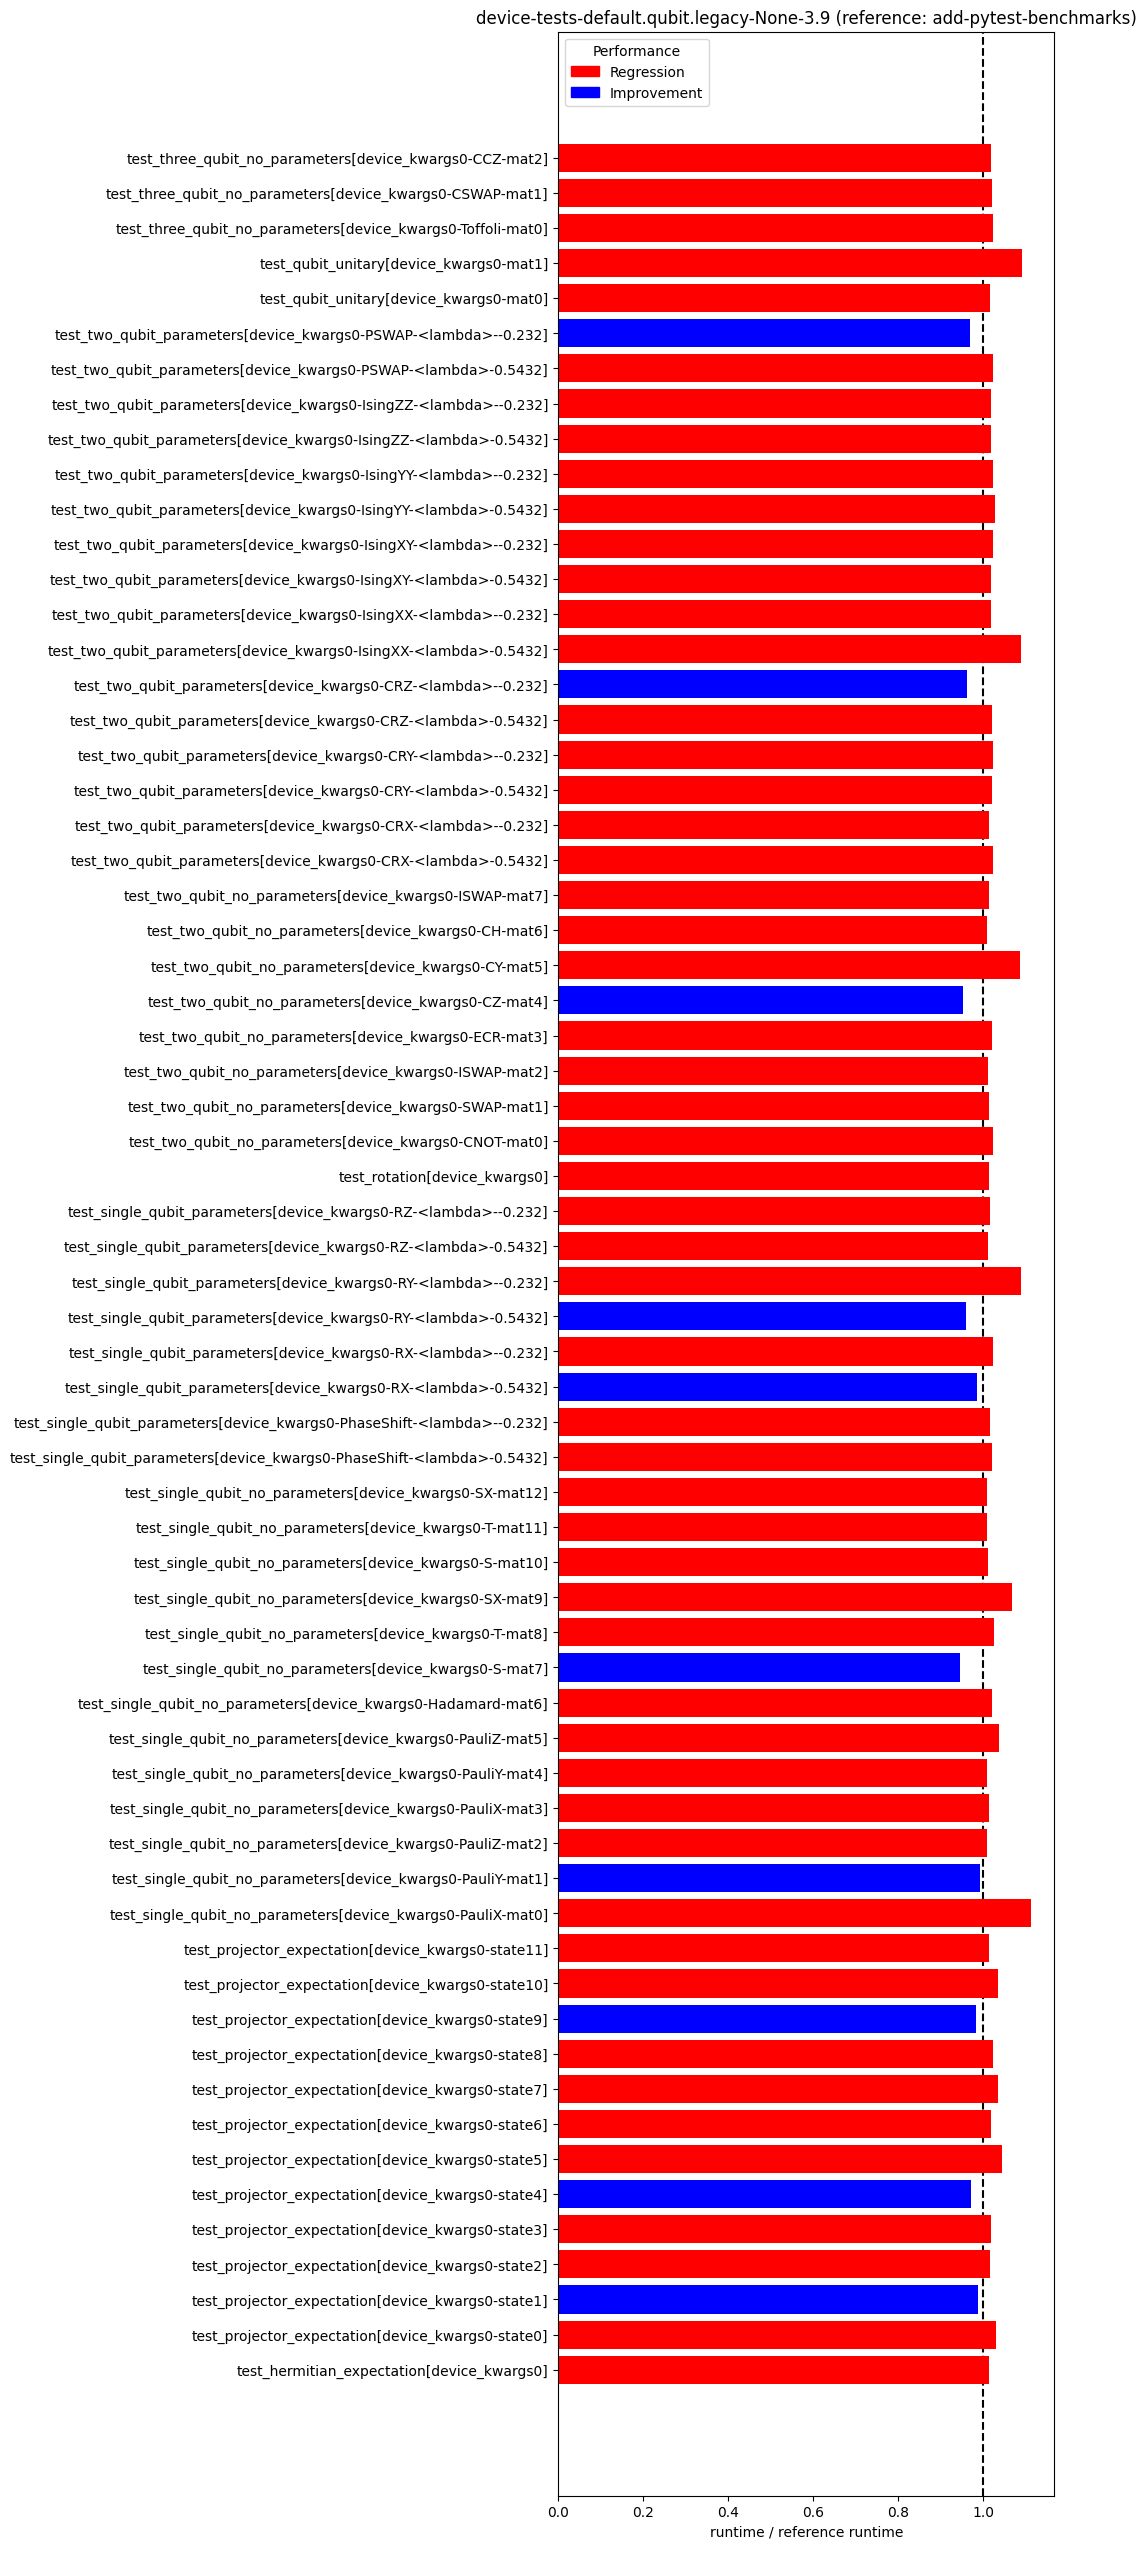 device-tests-default.qubit.legacy-None-3.9 (reference: add-pytest-benchmarks)
Performance
Regression
Improvement
test_three_qubit_no_parameters[device_kwargs0-CCZ-mat2]
test_three_qubit_no_parameters[device_kwargs0-CSWAP-mat1]
test_three_qubit_no_parameters[device_kwargs0-Toffoli-mat0]
test_qubit_unitary[device_kwargs0-mat1]
test_qubit_unitary[device_kwargs0-mat0]
test_two_qubit_parameters[device_kwargs0-PSWAP-<lambda>--0.232]
test_two_qubit_parameters[device_kwargs0-PSWAP-<lambda>-0.5432]
test_two_qubit_parameters[device_kwargs0-IsingZZ-<lambda>--0.232]
test_two_qubit_parameters[device_kwargs0-IsingZZ-<lambda>-0.5432]
test_two_qubit_parameters[device_kwargs0-IsingYY-<lambda>--0.232]
test_two_qubit_parameters[device_kwargs0-IsingYY-<lambda>-0.5432]
test_two_qubit_parameters[device_kwargs0-IsingXY-<lambda>--0.232]
test_two_qubit_parameters[device_kwargs0-IsingXY-<lambda>-0.5432]
test_two_qubit_parameters[device_kwargs0-IsingXX-<lambda>--0.232]
test_two_qubit_parameters[device_kwargs0-IsingXX-<lambda>-0.5432]
test_two_qubit_parameters[device_kwargs0-CRZ-<lambda>--0.232]
test_two_qubit_parameters[device_kwargs0-CRZ-<lambda>-0.5432]
test_two_qubit_parameters[device_kwargs0-CRY-<lambda>--0.232]
test_two_qubit_parameters[device_kwargs0-CRY-<lambda>-0.5432]
test_two_qubit_parameters[device_kwargs0-CRX-<lambda>--0.232]
test_two_qubit_parameters[device_kwargs0-CRX-<lambda>-0.5432]
test_two_qubit_no_parameters[device_kwargs0-ISWAP-mat7]
test_two_qubit_no_parameters[device_kwargs0-CH-mat6]
test_two_qubit_no_parameters[device_kwargs0-CY-mat5]
test_two_qubit_no_parameters[device_kwargs0-CZ-mat4]
test_two_qubit_no_parameters[device_kwargs0-ECR-mat3]
test_two_qubit_no_parameters[device_kwargs0-ISWAP-mat2]
test_two_qubit_no_parameters[device_kwargs0-SWAP-mat1]
test_two_qubit_no_parameters[device_kwargs0-CNOT-mat0]
test_rotation[device_kwargs0]
test_single_qubit_parameters[device_kwargs0-RZ-<lambda>--0.232]
test_single_qubit_parameters[device_kwargs0-RZ-<lambda>-0.5432]
test_single_qubit_parameters[device_kwargs0-RY-<lambda>--0.232]
test_single_qubit_parameters[device_kwargs0-RY-<lambda>-0.5432]
test_single_qubit_parameters[device_kwargs0-RX-<lambda>--0.232]
test_single_qubit_parameters[device_kwargs0-RX-<lambda>-0.5432]
test_single_qubit_parameters[device_kwargs0-PhaseShift-<lambda>--0.232]
test_single_qubit_parameters[device_kwargs0-PhaseShift-<lambda>-0.5432]
test_single_qubit_no_parameters[device_kwargs0-SX-mat12]
test_single_qubit_no_parameters[device_kwargs0-T-mat11]
test_single_qubit_no_parameters[device_kwargs0-S-mat10]
test_single_qubit_no_parameters[device_kwargs0-SX-mat9]
test_single_qubit_no_parameters[device_kwargs0-T-mat8]
test_single_qubit_no_parameters[device_kwargs0-S-mat7]
test_single_qubit_no_parameters[device_kwargs0-Hadamard-mat6]
test_single_qubit_no_parameters[device_kwargs0-PauliZ-mat5]
test_single_qubit_no_parameters[device_kwargs0-PauliY-mat4]
test_single_qubit_no_parameters[device_kwargs0-PauliX-mat3]
test_single_qubit_no_parameters[device_kwargs0-PauliZ-mat2]
test_single_qubit_no_parameters[device_kwargs0-PauliY-mat1]
test_single_qubit_no_parameters[device_kwargs0-PauliX-mat0]
test_projector_expectation[device_kwargs0-state11]
test_projector_expectation[device_kwargs0-state10]
test_projector_expectation[device_kwargs0-state9]
test_projector_expectation[device_kwargs0-state8]
test_projector_expectation[device_kwargs0-state7]
test_projector_expectation[device_kwargs0-state6]
test_projector_expectation[device_kwargs0-state5]
test_projector_expectation[device_kwargs0-state4]
test_projector_expectation[device_kwargs0-state3]
test_projector_expectation[device_kwargs0-state2]
test_projector_expectation[device_kwargs0-state1]
test_projector_expectation[device_kwargs0-state0]
test_hermitian_expectation[device_kwargs0]
0.0 0.2 0.4 0.6 0.8 1.0
runtime / reference runtime